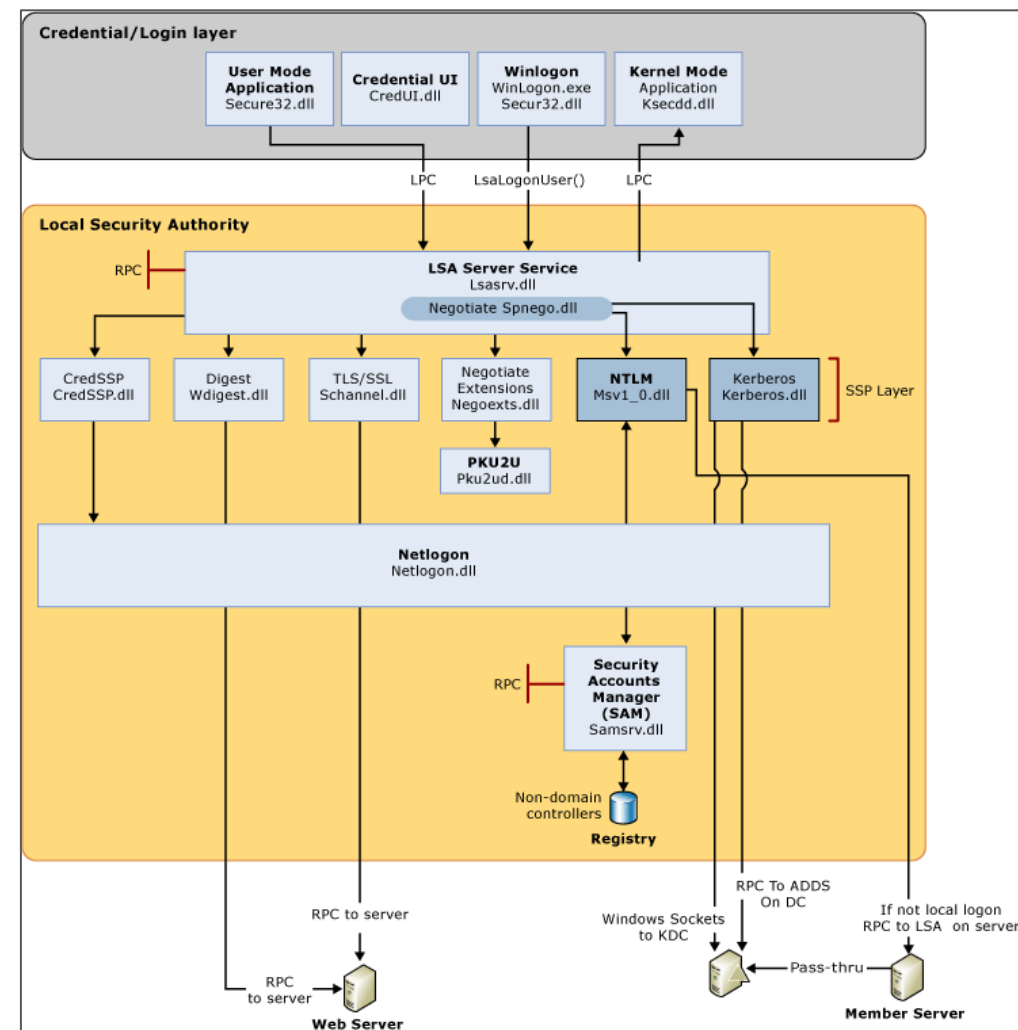 Credential/Login layer
User Mode
Application
Secure32.dll
Credential UI
CredUI.dll
Winlogon
WinLogon.exe
Secur32.dll
Kernel Mode
Application
Ksecdd.dll
LPC
LsaLogonUser()
LPC
Local Security Authority
RPC
LSA Server Service
Lsasrv.dll
Negotiate Spnego.dll
CredSSP
CredSSP.dll
Digest
Wdigest.dll
TLS/SSL
Schannel.dll
Negotiate
Extensions
Negoexts.dll
NTLM
Msv1_0.dll
Kerberos
Kerberos.dll
SSP Layer
PKU2U
Pku2ud.dll
Netlogon
Netlogon.dll
RPC
Security
Accounts
Manager
(SAM)
Samsrv.dll
Non-domain
controllers
Registry
RPC to server
RPC
to server
Web Server
Windows Sockets
to KDC
RPC To ADDS
On DC
If not local logon
RPC to LSA on server
Pass-thru
Member Server